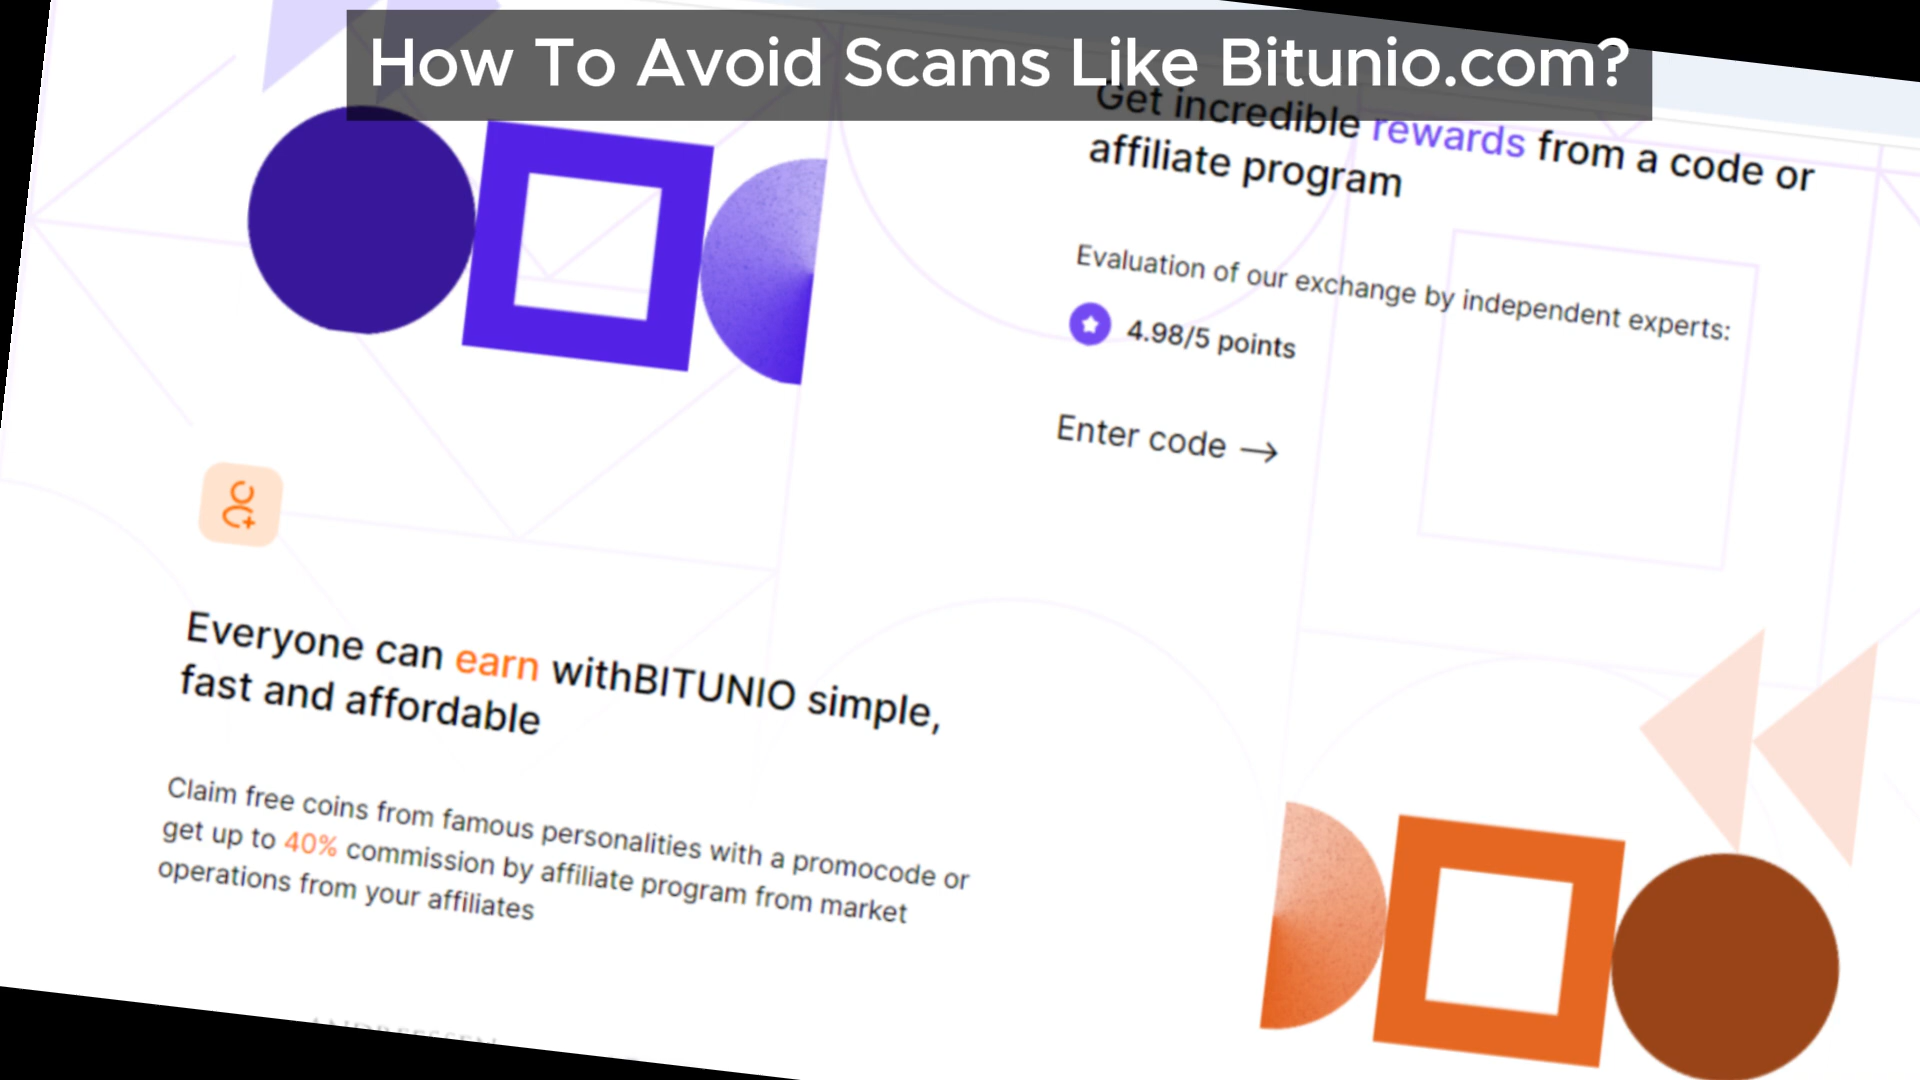 How To Avoid Scams Like Bitunio.com?
Get incredible rewards from a code or
affiliate program
Evaluation of our exchange by independent experts:
4.98/5 points
Enter code →
Everyone can earn withBITUNIO simple,
fast and affordable
Claim free coins from famous personalities with a promocode or
get up to 40% commission by affiliate program from market
operations from your affiliates